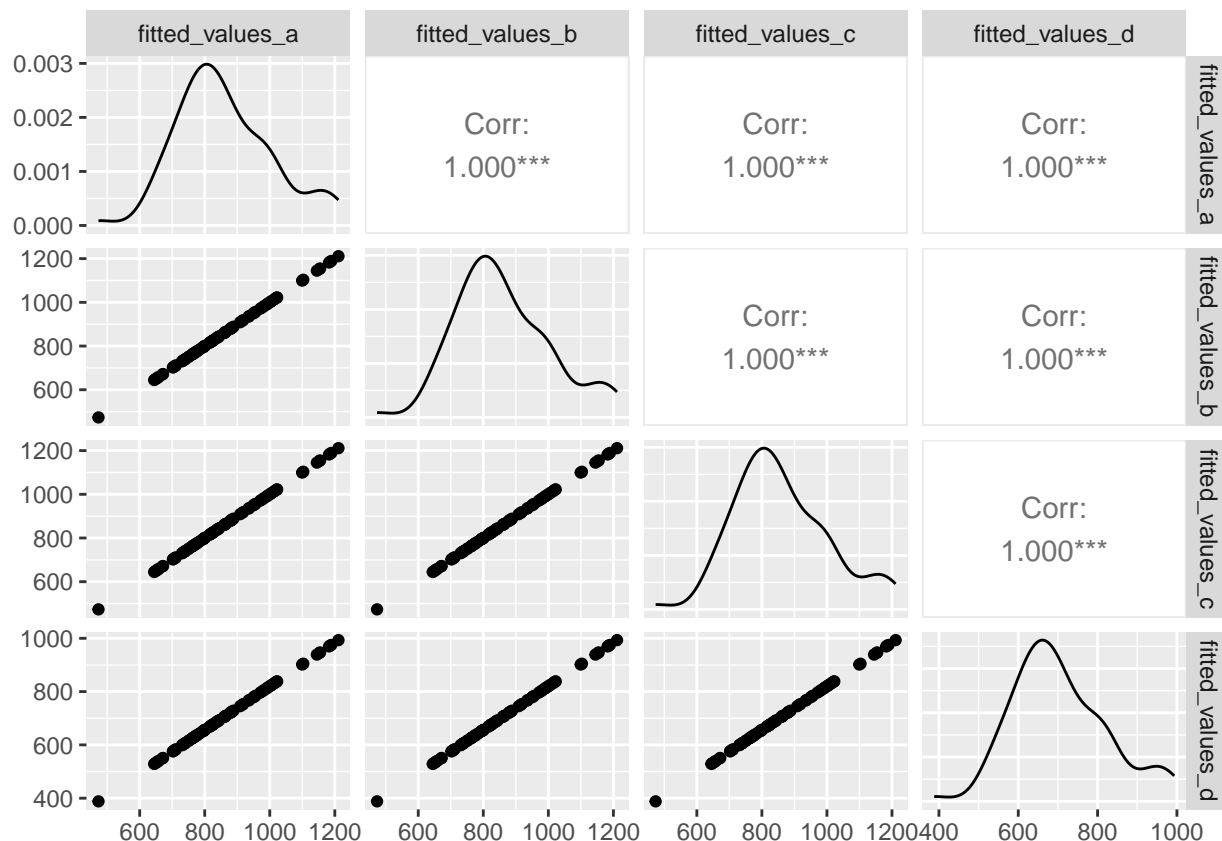 fitted_values_a fitted_values_b fitted_values_c fitted_values_d
0.003
0.002
0.001
0.000
Corr:
1.000***
Corr:
1.000***
Corr:
1.000***
fitted_values_a
1200
1000
800
600
Corr:
1.000***
Corr:
1.000***
fitted_values_b
1200
1000
800
600
Corr:
1.000***
fitted_values_c
1000
800
600
400
fitted_values_d
600 800 1000 1200 600 800 1000 1200 600 800 1000 1200 400 600 800 1000